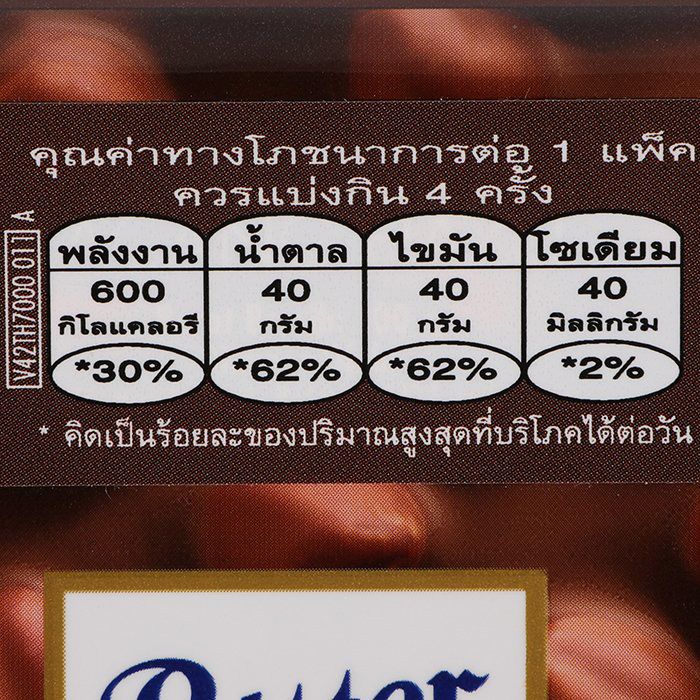 คุณค่าทางโภชนาการต่อ 1 แพ็ค
ควรแบ่งกิน 4 ครั้ง
พลังงาน น้ำตาล ไขมัน โซเดียม
600 40 40 40
กิโลแคลอรี กรัม กรัม มิลลิกรัม
*30% *62% *62% *2%
* คิดเป็นร้อยละของปริมาณสูงสุดที่บริโภคได้ต่อวัน
V421H7000 011 A